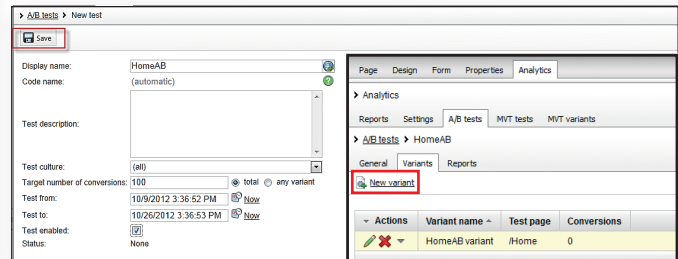 > A/B tests > New test
Save
Display name: HomeAB
Code name: (automatic)
Test description:
Test culture: (all)
Target number of conversions: 100 total any variant
Test from: 10/9/2012 3:36:52 PM Now
Test to: 10/26/2012 3:36:53 PM Now
Test enabled:
Status: None
Page Design Form Properties Analytics
> Analytics
Reports Settings A/B tests MVT tests MVT variants
> A/B tests > HomeAB
General Variants Reports
New variant
Actions Variant name Test page Conversions
HomeAB variant /Home 0